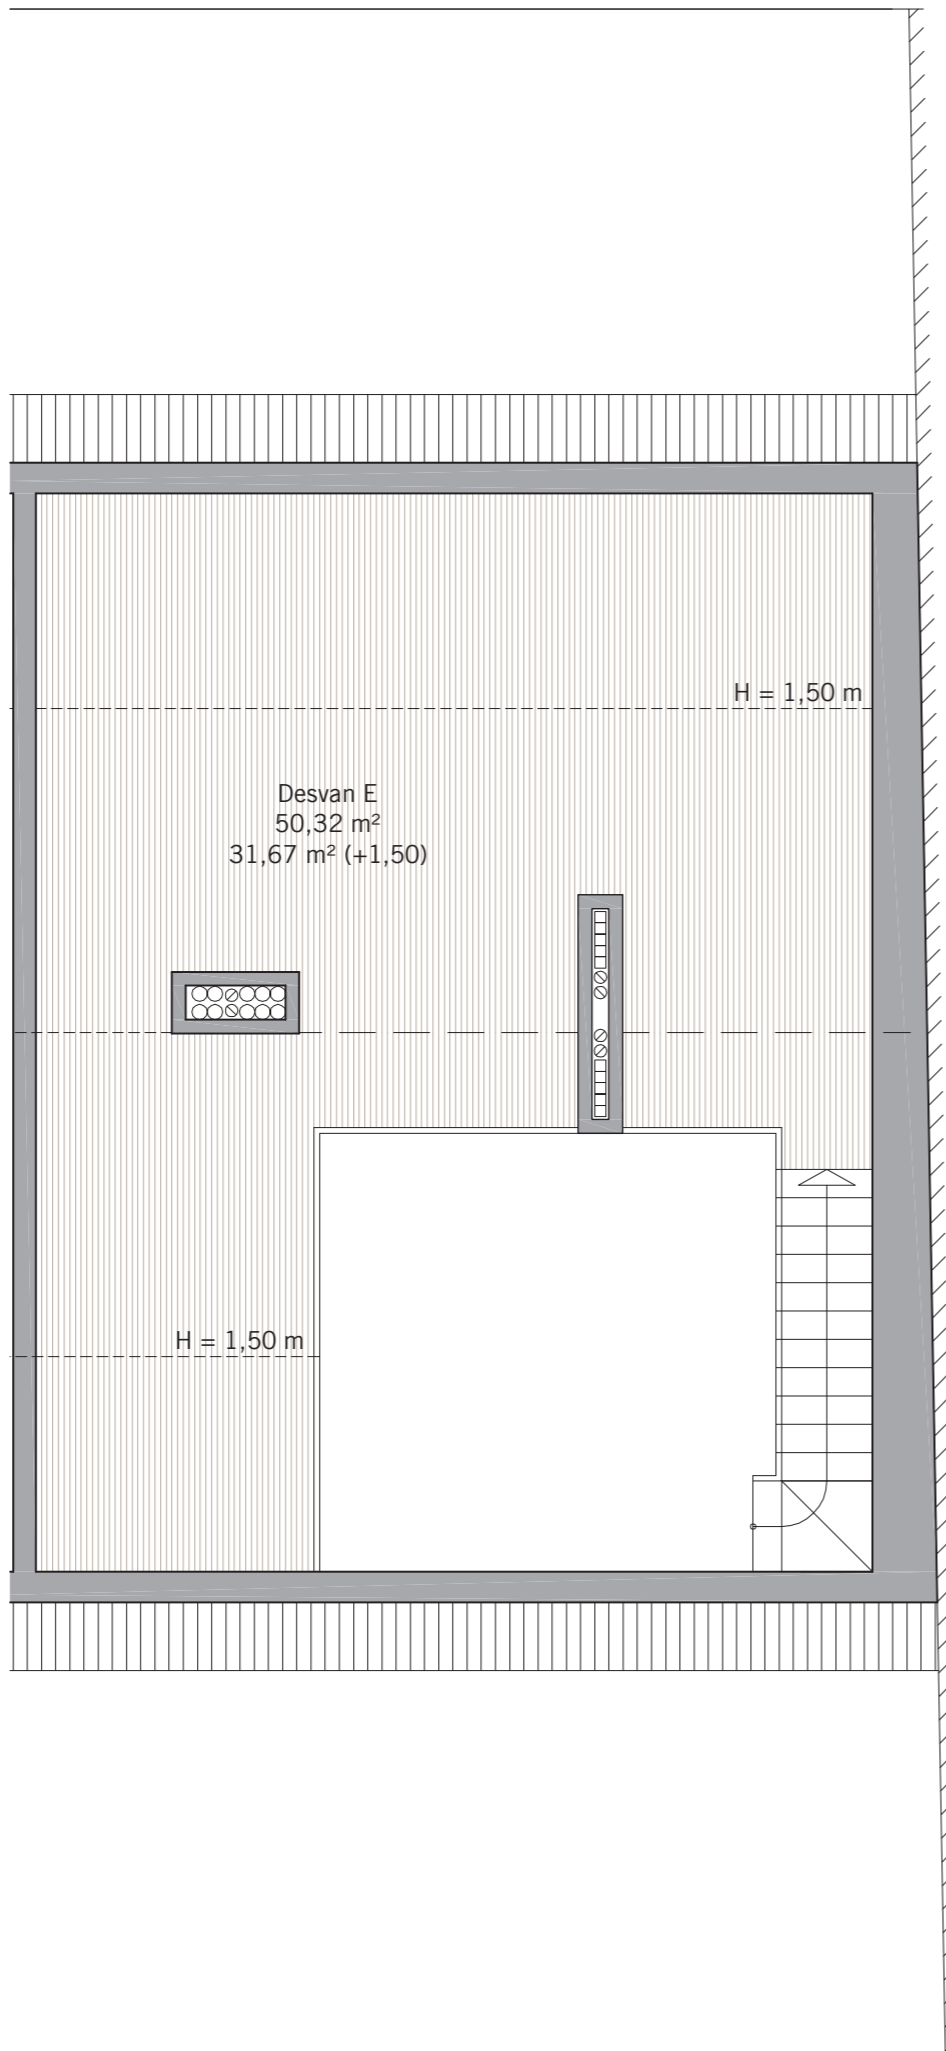 H = 1,50 m
Desvan E
50,32 m²
31,67 m² (+1,50)
H = 1,50 m